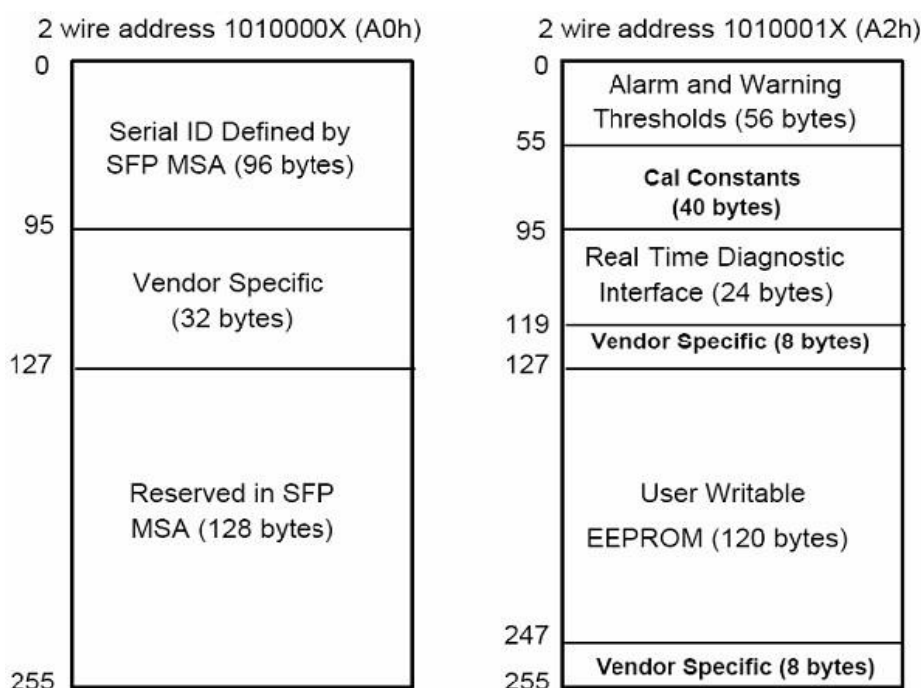 2 wire address 1010000X (A0h)
0
Serial ID Defined by
SFP MSA (96 bytes)
95
Vendor Specific
(32 bytes)
127
Reserved in SFP
MSA (128 bytes)
255
2 wire address 1010001X (A2h)
0
Alarm and Warning
Thresholds (56 bytes)
55
Cal Constants
(40 bytes)
95
Real Time Diagnostic
Interface (24 bytes)
119
Vendor Specific (8 bytes)
127
User Writable
EEPROM (120 bytes)
247
Vendor Specific (8 bytes)
255